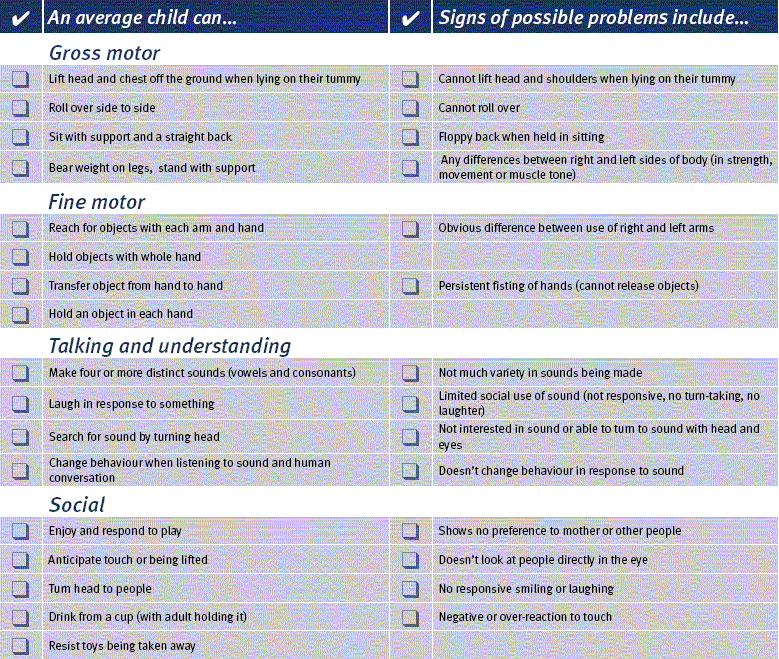 ✔ An average child can... ✔ Signs of possible problems include...
Gross motor
Lift head and chest off the ground when lying on their tummy
Cannot lift head and shoulders when lying on their tummy
Roll over side to side
Cannot roll over
Sit with support and a straight back
Floppy back when held in sitting
Bear weight on legs, stand with support
Any differences between right and left sides of body (in strength,
movement or muscle tone)
Fine motor
Reach for objects with each arm and hand
Obvious difference between use of right and left arms
Hold objects with whole hand
Transfer object from hand to hand
Persistent fisting of hands (cannot release objects)
Hold an object in each hand
Talking and understanding
Make four or more distinct sounds (vowels and consonants)
Not much variety in sounds being made
Laugh in response to something
Limited social use of sound (not responsive, no turn-taking, no
laughter)
Search for sound by turning head
Not interested in sound or able to turn to sound with head and
eyes
Change behaviour when listening to sound and human
conversation
Doesn't change behaviour in response to sound
Social
Enjoy and respond to play
Shows no preference to mother or other people
Anticipate touch or being lifted
Doesn't look at people directly in the eye
Turn head to people
No responsive smiling or laughing
Drink from a cup (with adult holding it)
Negative or over-reaction to touch
Resist toys being taken away